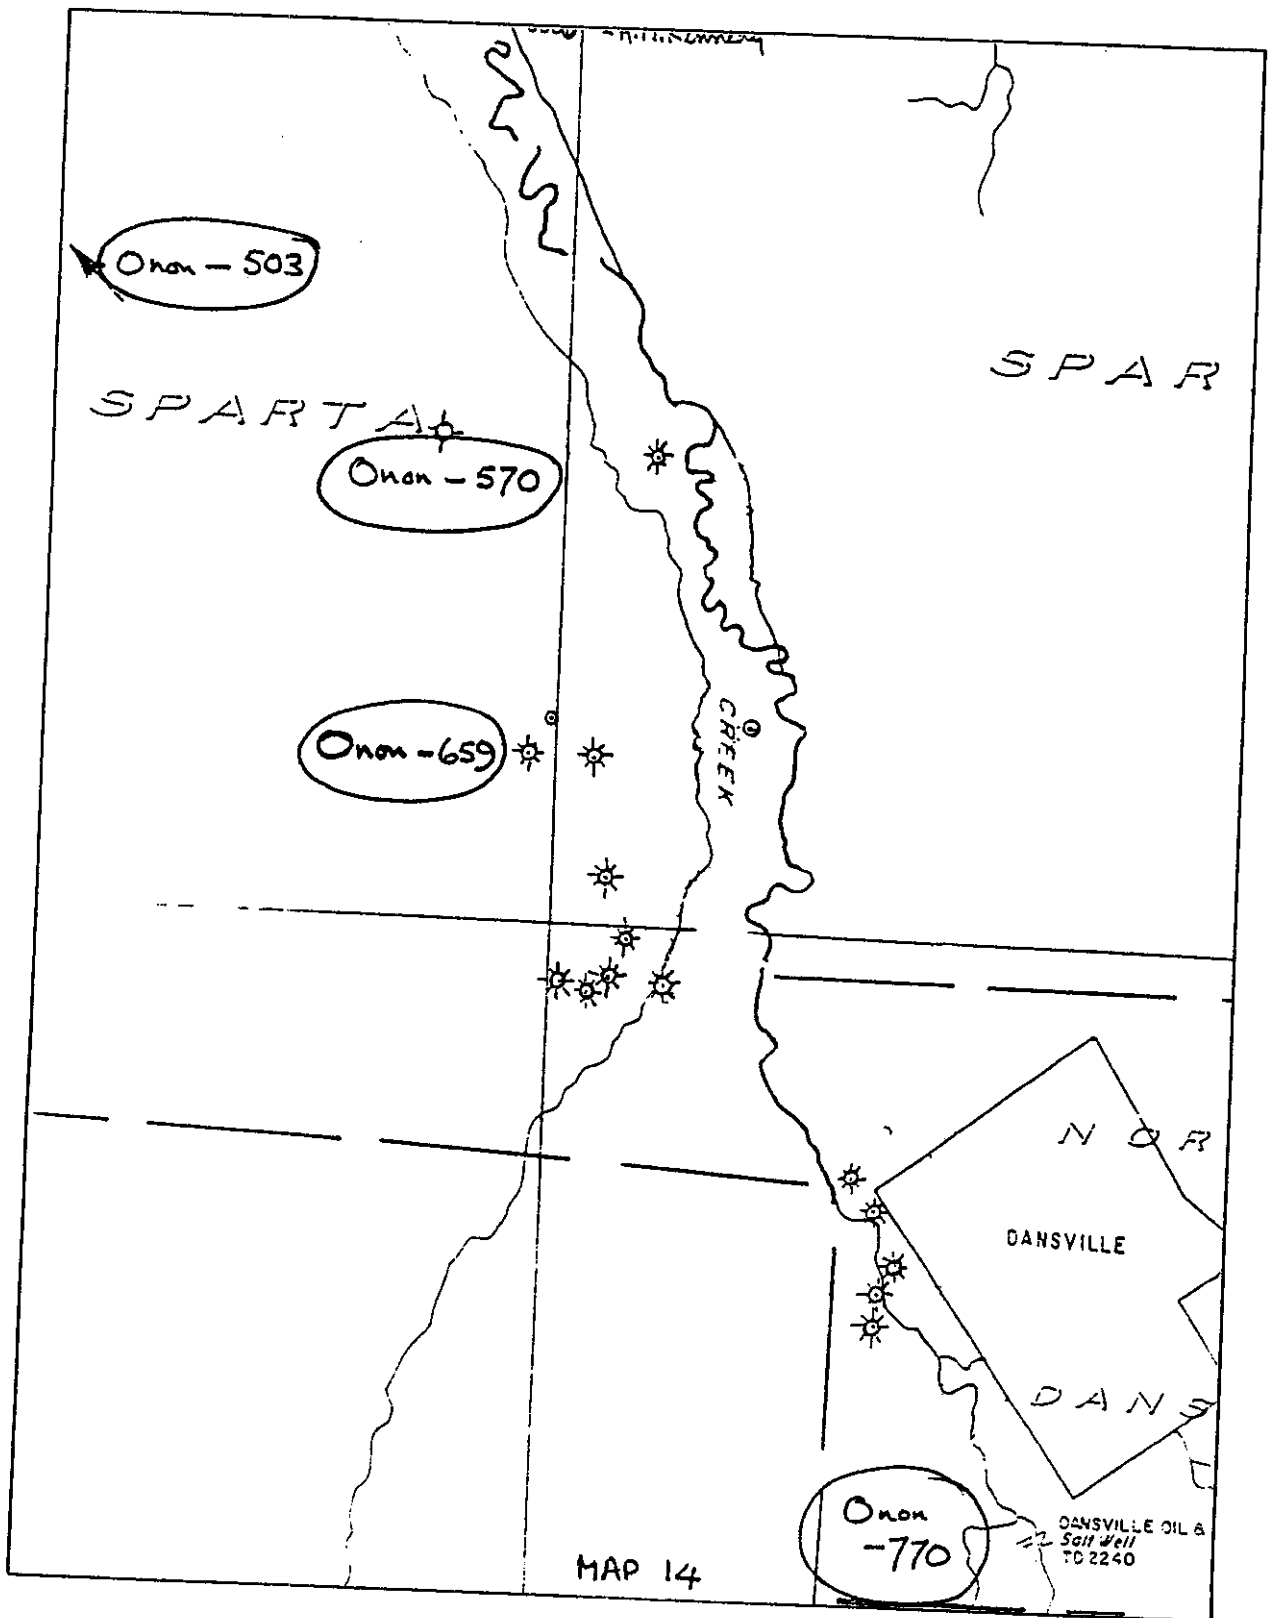 Onon - 503
SPAR
SPARTA
Onon - 570
CREEK
Onon - 659
NOR
DANSVILLE
DANS
Onon
-770
DANSVILLE OIL &
Salt Well
TD 2240
MAP 14